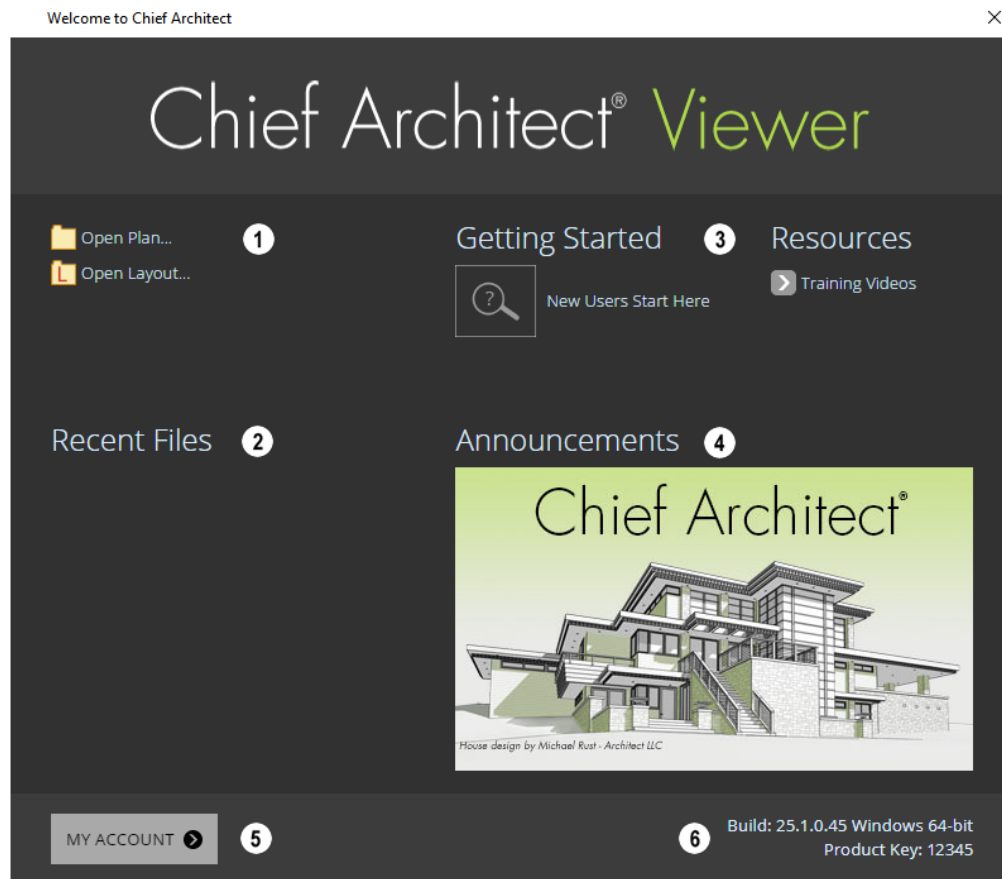 Welcome to Chief Architect
Chief Architect® Viewer
Open Plan...
1
L Open Layout...
Getting Started
3
Resources
? New Users Start Here
Training Videos
Recent Files
2
Announcements
4
Chief Architect®
House design by Michael Rust - Architect LLC
MY ACCOUNT
5
6
Build: 25.1.0.45 Windows 64-bit
Product Key: 12345